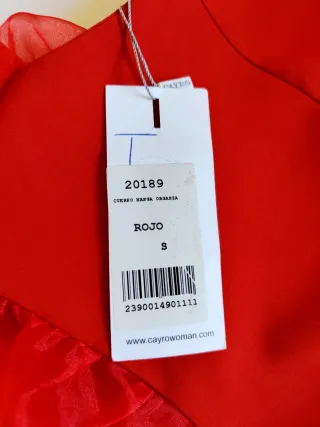 20189
CUERPO MANGA ORGANZA
ROJO
S
2390014901111
www.cayrowoman.com